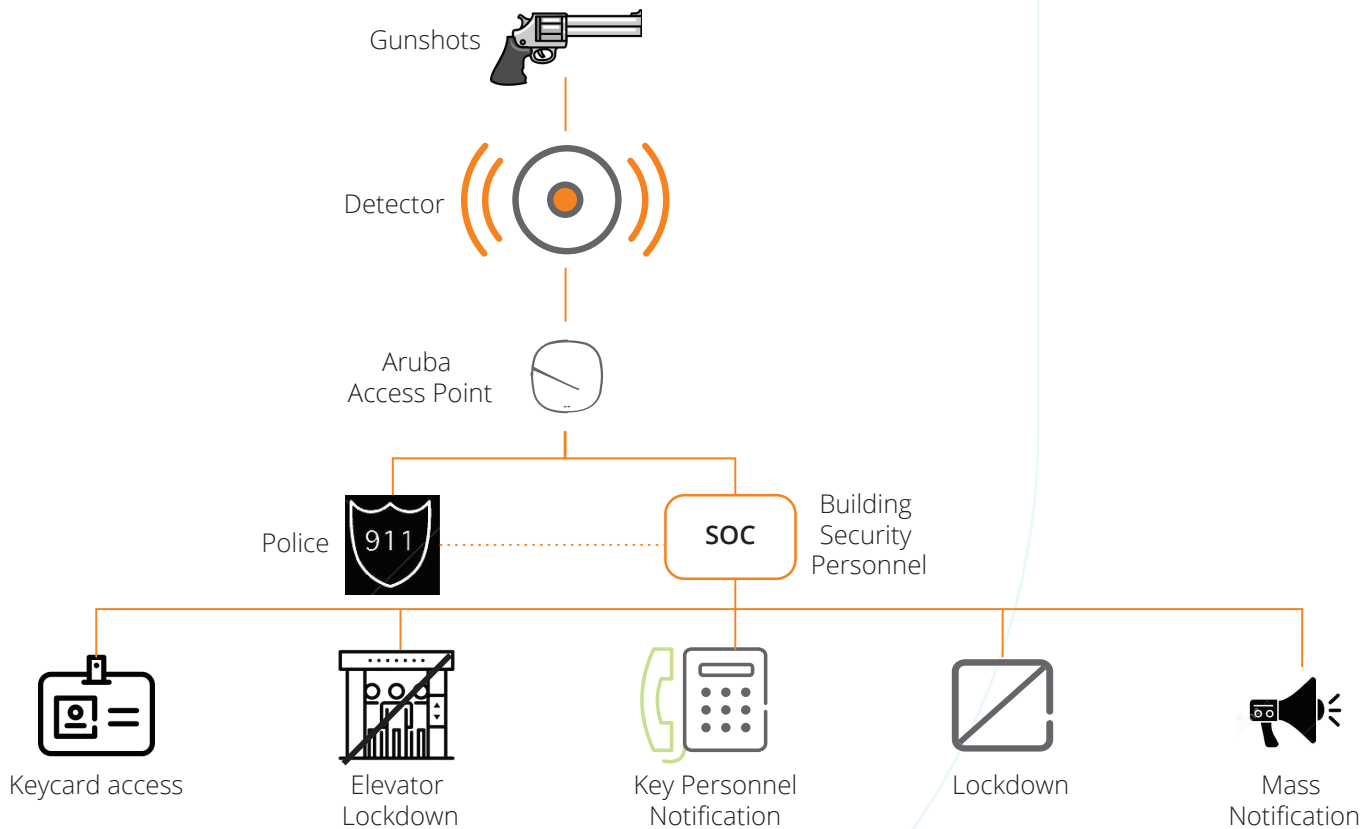 Gunshots
Detector
Aruba
Access Point
Police
911
SOC
Building
Security
Personnel
Keycard access
Elevator
Lockdown
Key Personnel
Notification
Lockdown
Mass
Notification